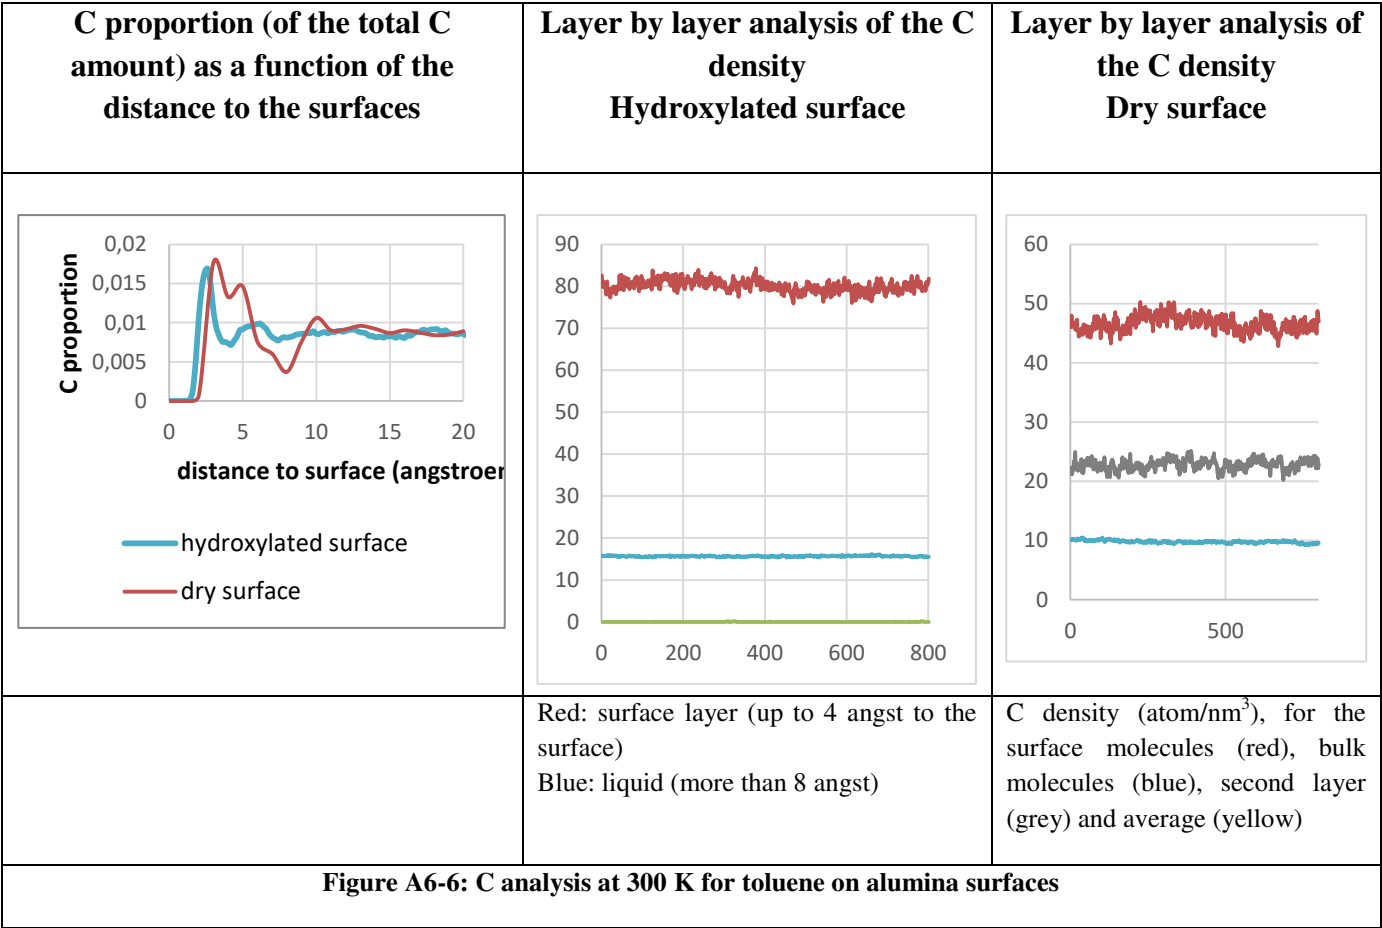 C proportion (of the total C
amount) as a function of the
distance to the surfaces
Layer by layer analysis of the C
density
Hydroxylated surface
Layer by layer analysis of
the C density
Dry surface
C proportion
0,02
0,015
0,01
0,005
0
0 5 10 15 20
distance to surface (angstroer
hydroxylated surface
dry surface
90
80
70
60
50
40
30
20
10
0
0 200 400 600 800
60
50
40
30
20
10
0
0 500
Red: surface layer (up to 4 angst to the
surface)
Blue: liquid (more than 8 angst)
C density (atom/nm³), for the
surface molecules (red), bulk
molecules (blue), second layer
(grey) and average (yellow)
Figure A6-6: C analysis at 300 K for toluene on alumina surfaces